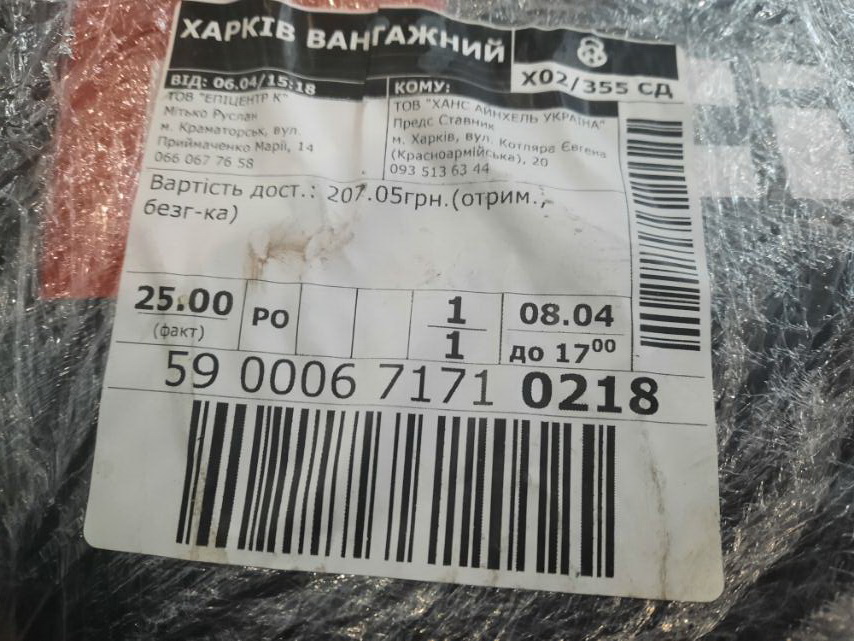 ХАРКІВ ВАНТАЖНИЙ
Х02/355 СД
ВІД: 06.04/15:18
ТОВ "ЕПІЦЕНТР К"
Мітько Руслан
м. Краматорськ, вул.
Приймаченко Марії, 14
066 067 76 58
КОМУ:
ТОВ "ХАНС АЙНХЕЛЬ УКРАЇНА"
Предс Ставник
м. Харків, вул. Котляра Євгена
(Красноармійська), 20
093 513 63 44
Вартість дост.: 207.05грн.(отрим.,
безг-ка)
25.00
(факт)
РО
1
1
08.04
до 17⁰⁰
59 0006 7171 0218